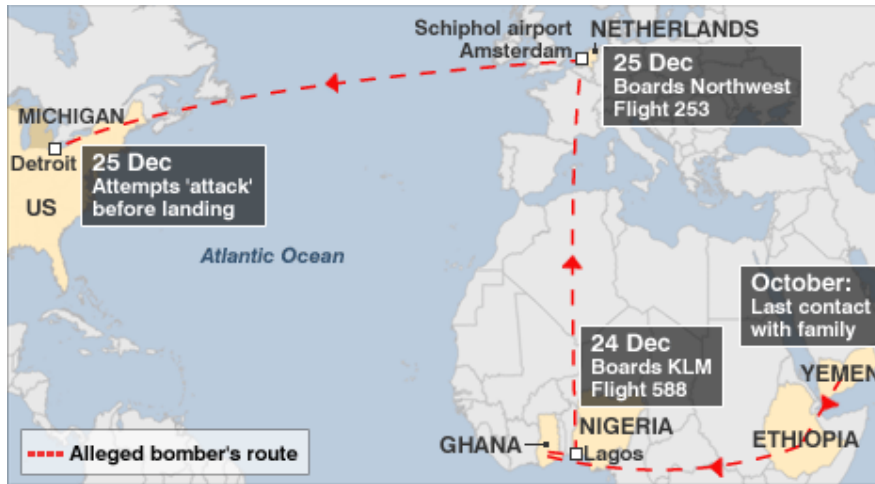 Schiphol airport
Amsterdam
NETHERLANDS
25 Dec
Boards Northwest
Flight 253
MICHIGAN
Detroit
25 Dec
Attempts 'attack'
before landing
US
Atlantic Ocean
October:
Last contact
with family
24 Dec
Boards KLM
Flight 588
YEMEN
NIGERIA
GHANA
Lagos
ETHIOPIA
Alleged bomber's route